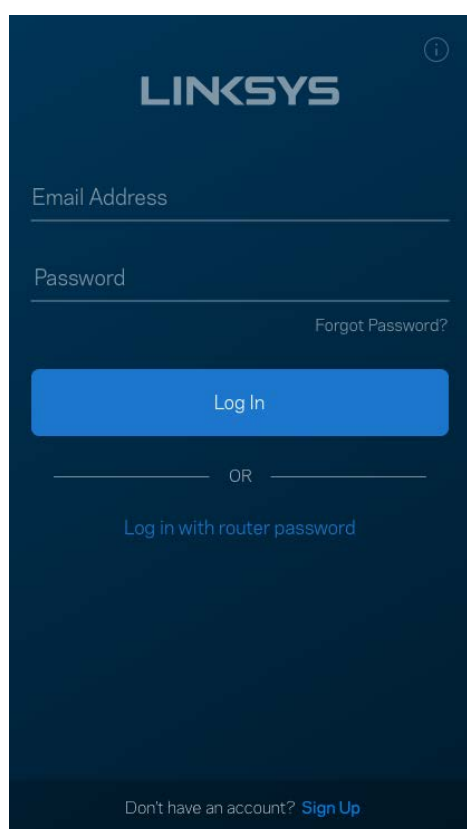 LINKSYS
Email Address
Password
Forgot Password?
Log In
OR
Log in with router password
Don't have an account? Sign Up